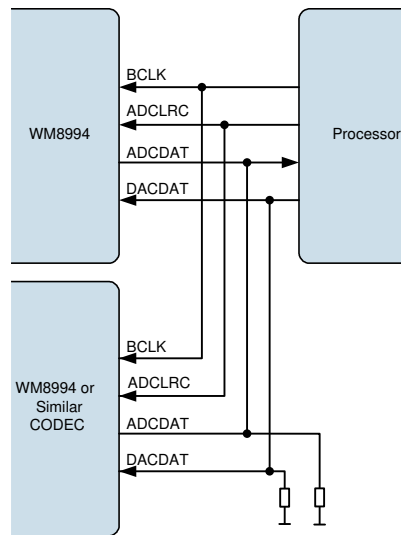 BCLK
ADCLRC
WM8994
Processor
ADCDAT
DACDAT
BCLK
WM8994 or
Similar
CODEC
ADCLRC
ADCDAT
DACDAT